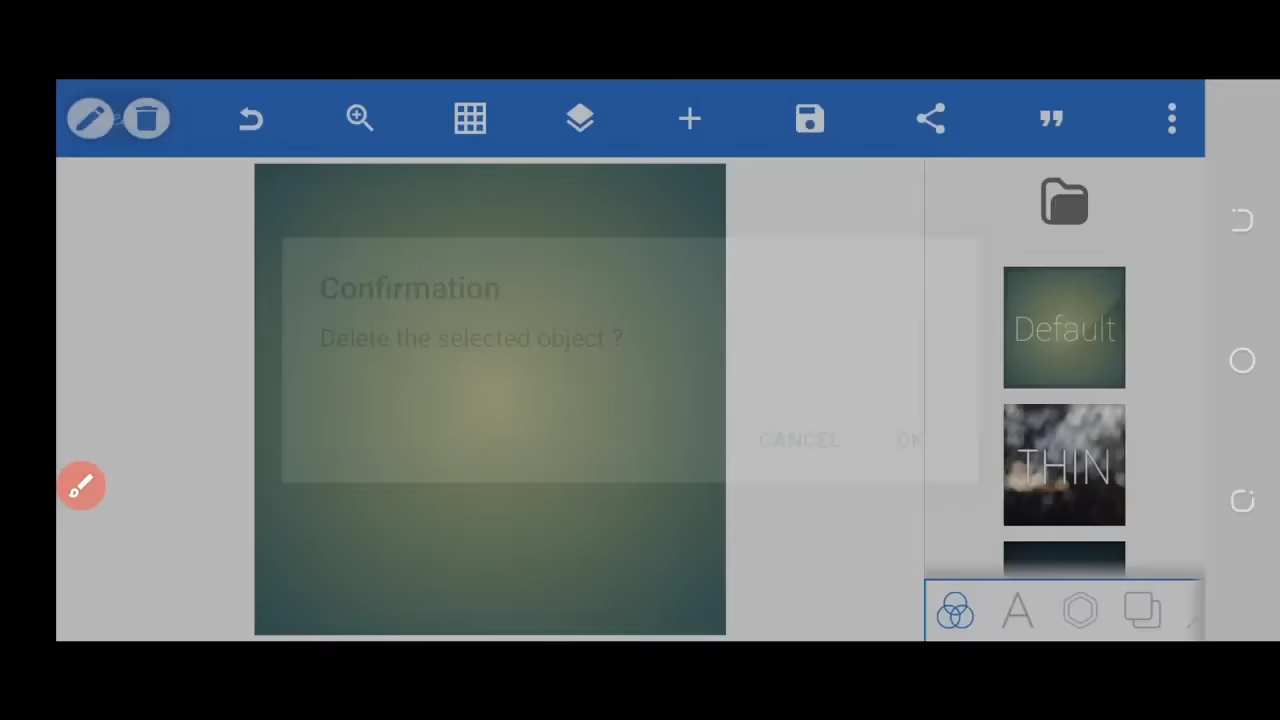 Confirmation
Delete the selected object ?
CANCEL OK
Default
THIN